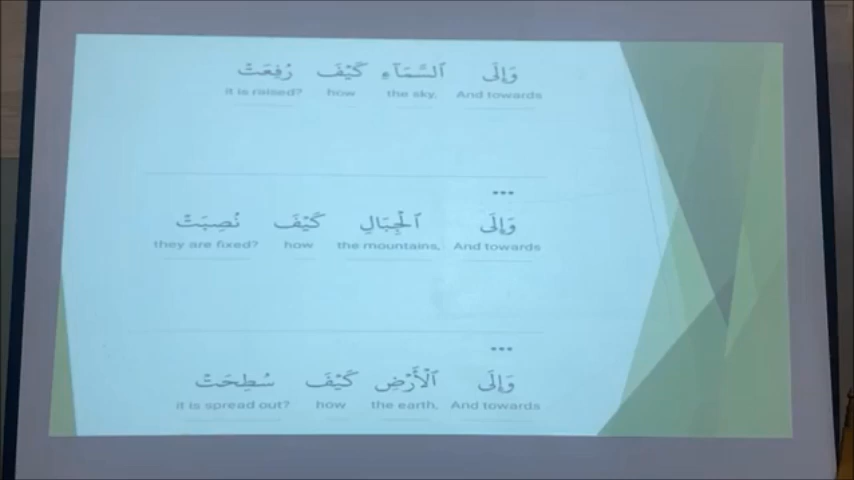 وَإِلَى ٱلسَّمَآءِ كَيْفَ رُفِعَتْ
And towards the sky, how it is raised?
...
وَإِلَى ٱلْجِبَالِ كَيْفَ نُصِبَتْ
And towards the mountains, how they are fixed?
...
وَإِلَى ٱلْأَرْضِ كَيْفَ سُطِحَتْ
And towards the earth, how it is spread out?